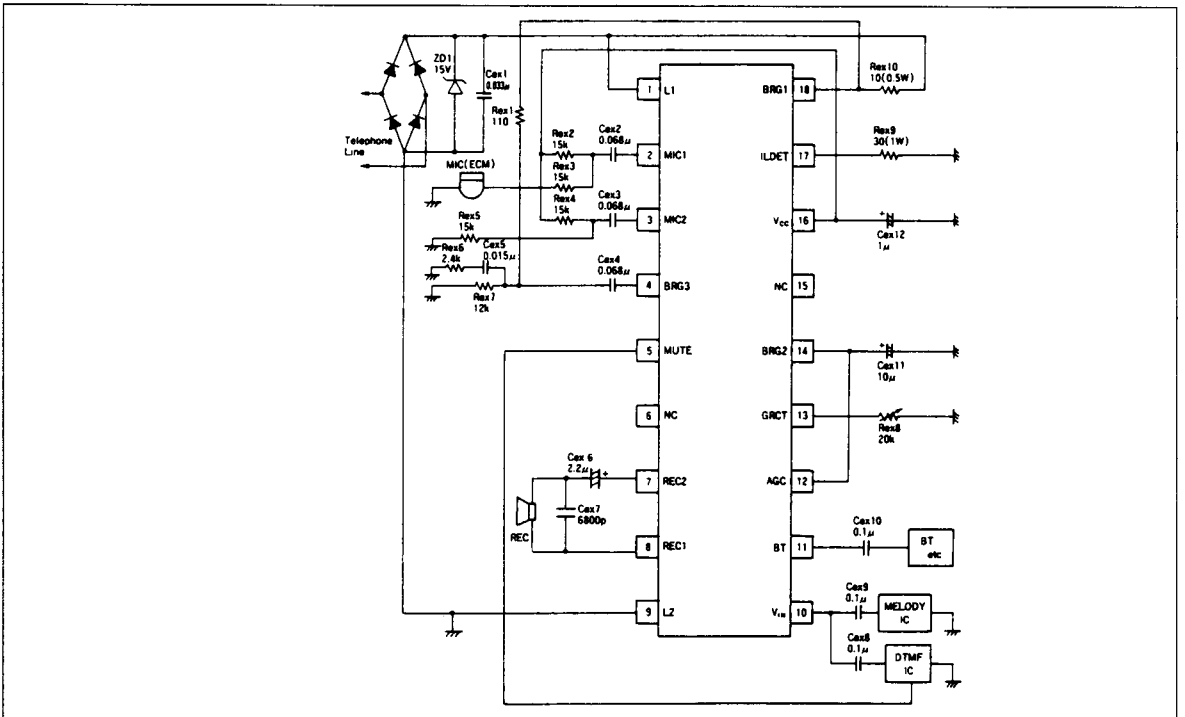 Telephone
Line
ZD1
15V
Cex1
0.033μ
Rex1
110
MIC(ECM)
Rex2
15k
Rex3
15k
Rex4
15k
Cex2
0.068μ
Cex3
0.068μ
Rex5
15k
Rex6
2.4k
Cex5
0.015μ
Rex7
12k
Cex4
0.068μ
Cex 6
2.2μ
+
Cex7
6800p
REC
1 L1
2 MIC1
3 MIC2
4 BRG3
5 MUTE
6 NC
7 REC2
8 REC1
9 L2
BRG1 18
ILDET 17
Vcc 16
NC 15
BRG2 14
GRCT 13
AGC 12
BT 11
VIN 10
Rex10
10(0.5W)
Rex9
30(1W)
+
Cex12
1μ
+
Cex11
10μ
Rex8
20k
Cex10
0.1μ
BT
etc
Cex9
0.1μ
MELODY
IC
Cex8
0.1μ
DTMF
IC